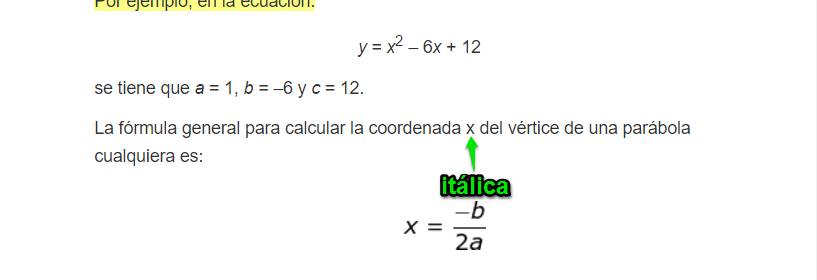 Por ejemplo, en la ecuación:
y = x² – 6x + 12
se tiene que a = 1, b = –6 y c = 12.
La fórmula general para calcular la coordenada x del vértice de una parábola
cualquiera es:
itálica
x = −b
2a